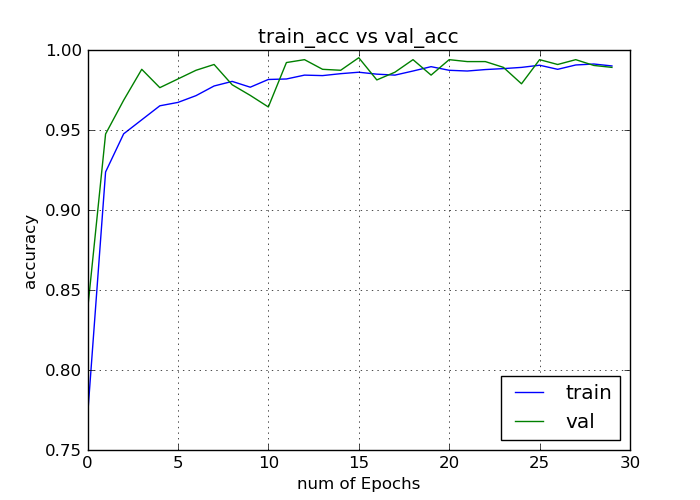 train_acc vs val_acc
1.00
0.95
0.90
0.85
0.80
0.75
accuracy
train
val
0 5 10 15 20 25 30
num of Epochs